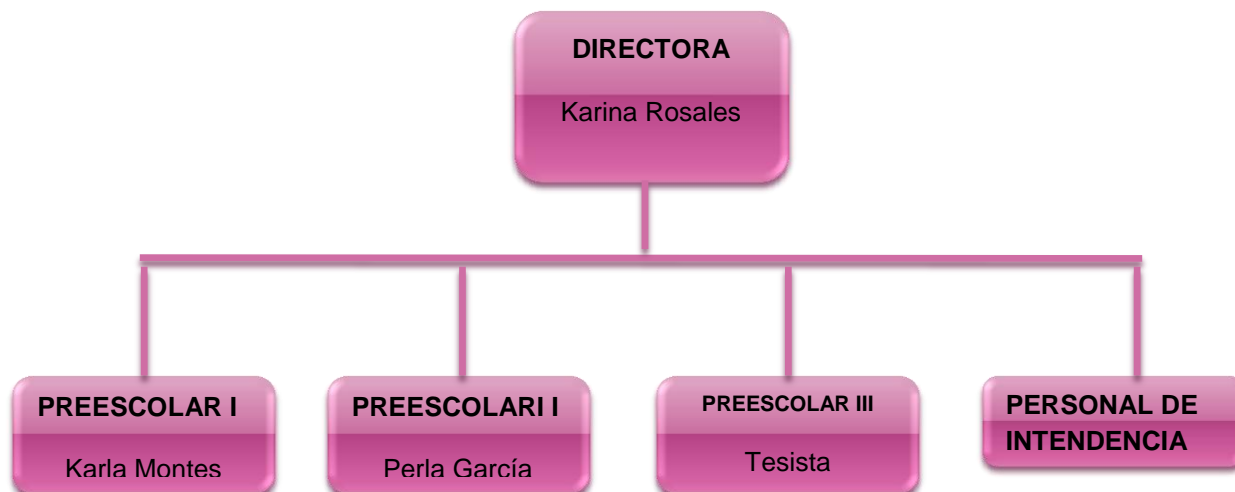 DIRECTORA
Karina Rosales
PREESCOLAR I
Karla Montes
PREESCOLARI I
Perla García
PREESCOLAR III
Tesista
PERSONAL DE
INTENDENCIA